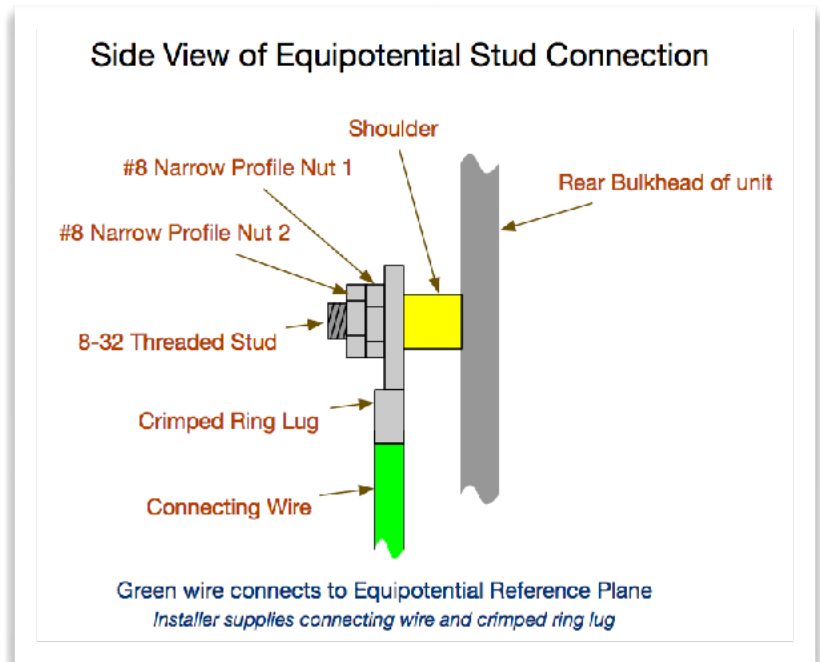 Side View of Equipotential Stud Connection
Shoulder
#8 Narrow Profile Nut 1
Rear Bulkhead of unit
#8 Narrow Profile Nut 2
8-32 Threaded Stud
Crimped Ring Lug
Connecting Wire
Green wire connects to Equipotential Reference Plane
Installer supplies connecting wire and crimped ring lug